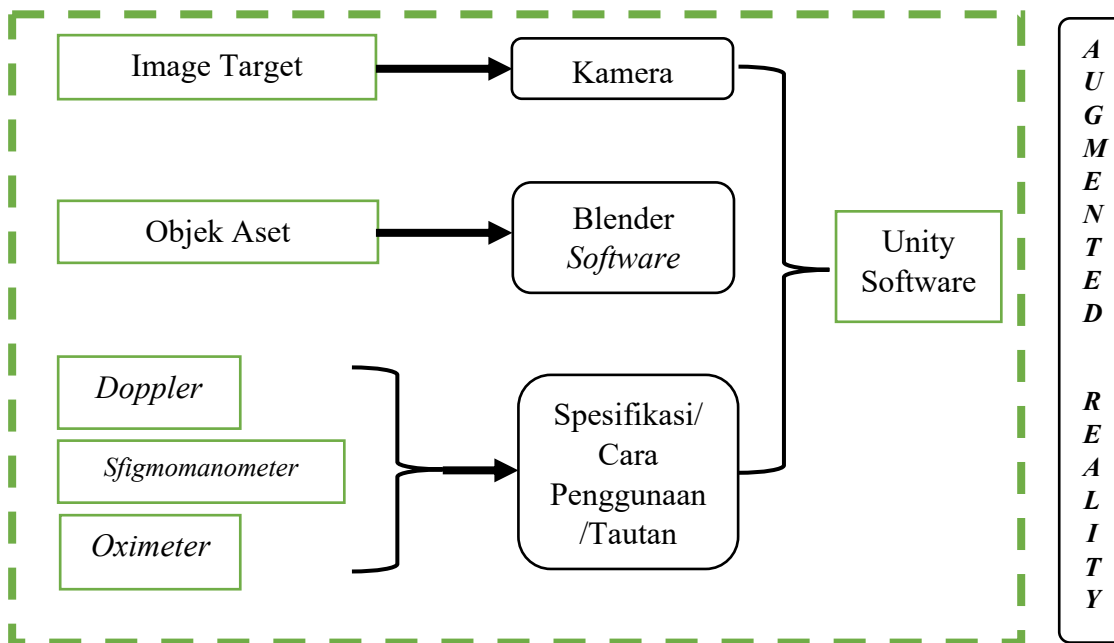 Image Target
Kamera
Objek Aset
Blender
Software
Unity
Software
Doppler
Sfigmomanometer
Oximeter
Spesifikasi/
Cara
Penggunaan
/Tautan
A
U
G
M
E
N
T
E
D
R
E
A
L
I
T
Y